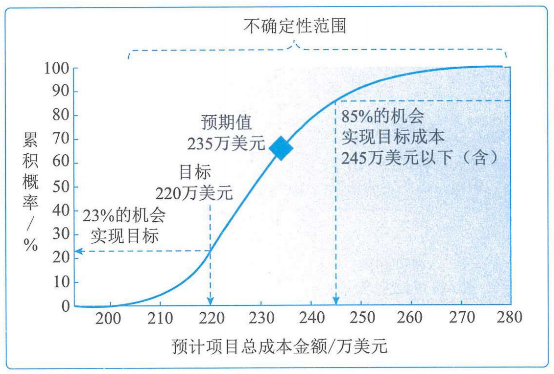 不确定性范围
100
90
80
70
60
50
40
30
20
10
0
累积概率/%
预期值
235万美元
目标
220万美元
23%的机会
实现目标
85%的机会
实现目标成本
245万美元以下（含）
200
210
220
230
240
250
260
270
280
预计项目总成本金额/万美元